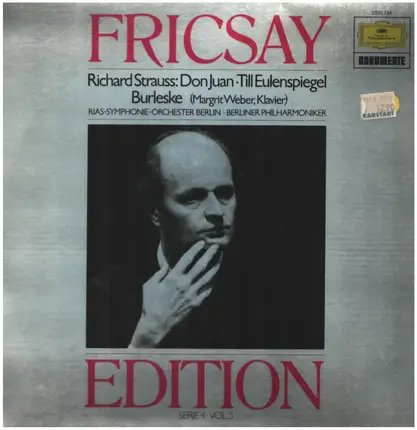 FRICSAY
Richard Strauss: Don Juan·Till Eulenspiegel
Burleske (Margrit Weber, Klavier)
RIAS-SYMPHONIE-ORCHESTER BERLIN · BERLINER PHILHARMONIKER
DOKUMENTE
KARSTADT
EDITION
SERIE 4 VOL.5